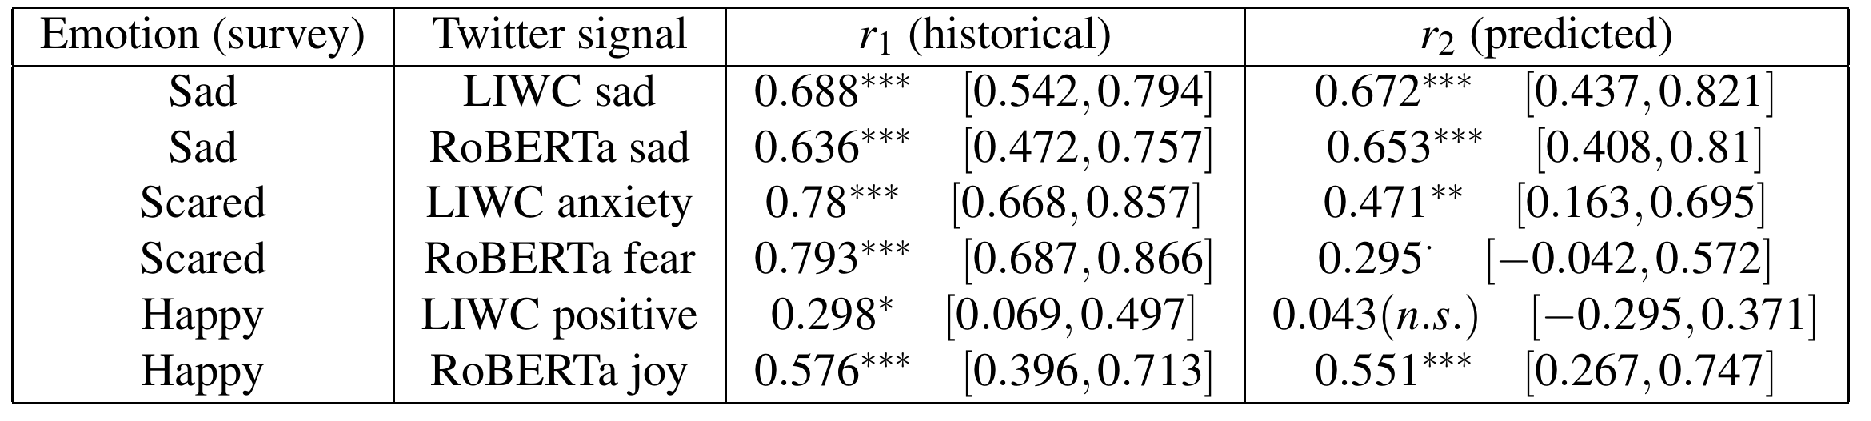 Emotion (survey) Twitter signal r₁ (historical) r₂ (predicted)
Sad LIWC sad 0.688*** [0.542,0.794] 0.672*** [0.437,0.821]
Sad RoBERTa sad 0.636*** [0.472,0.757] 0.653*** [0.408,0.81]
Scared LIWC anxiety 0.78*** [0.668,0.857] 0.471** [0.163,0.695]
Scared RoBERTa fear 0.793*** [0.687,0.866] 0.295˙ [−0.042,0.572]
Happy LIWC positive 0.298* [0.069,0.497] 0.043(n.s.) [−0.295,0.371]
Happy RoBERTa joy 0.576*** [0.396,0.713] 0.551*** [0.267,0.747]